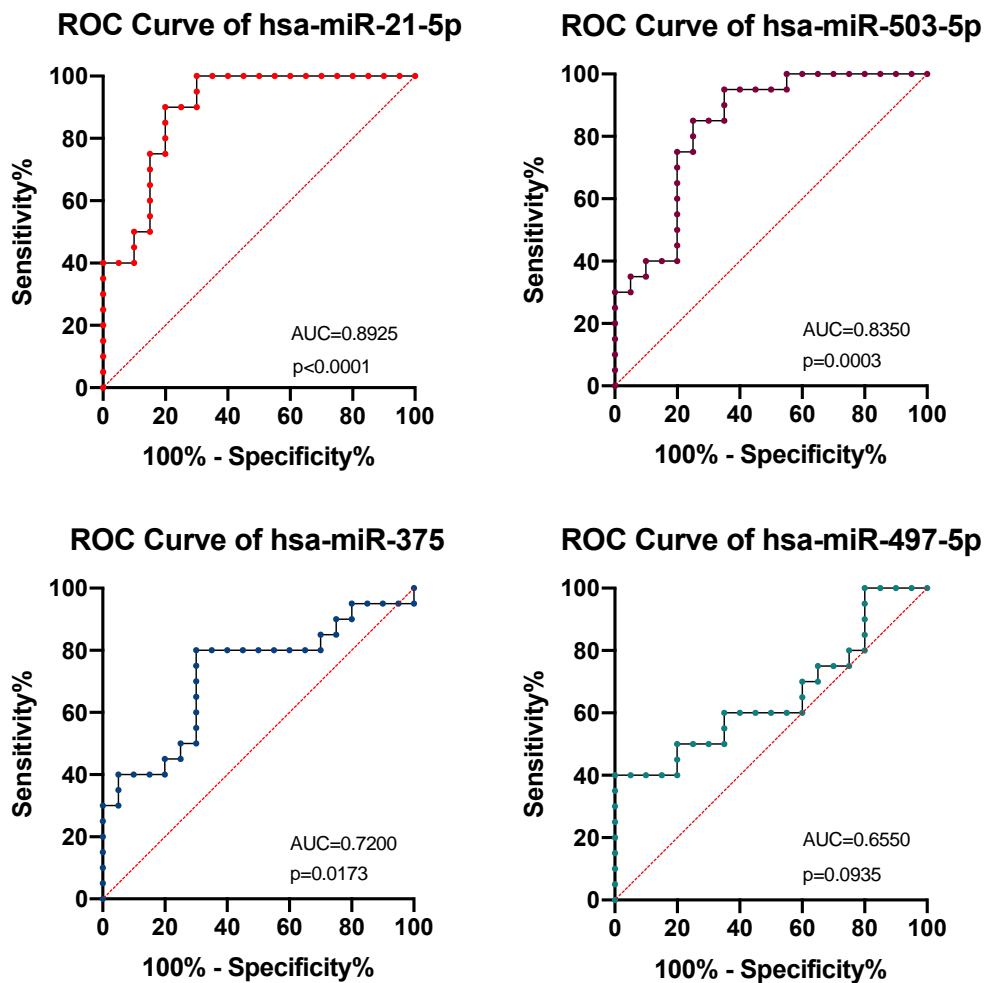 ROC Curve of hsa-miR-21-5p
Sensitivity%
100
80
60
40
20
0
AUC=0.8925
p<0.0001
0 20 40 60 80 100
100% - Specificity%
ROC Curve of hsa-miR-503-5p
Sensitivity%
100
80
60
40
20
0
AUC=0.8350
p=0.0003
0 20 40 60 80 100
100% - Specificity%
ROC Curve of hsa-miR-375
Sensitivity%
100
80
60
40
20
0
AUC=0.7200
p=0.0173
0 20 40 60 80 100
100% - Specificity%
ROC Curve of hsa-miR-497-5p
Sensitivity%
100
80
60
40
20
0
AUC=0.6550
p=0.0935
0 20 40 60 80 100
100% - Specificity%